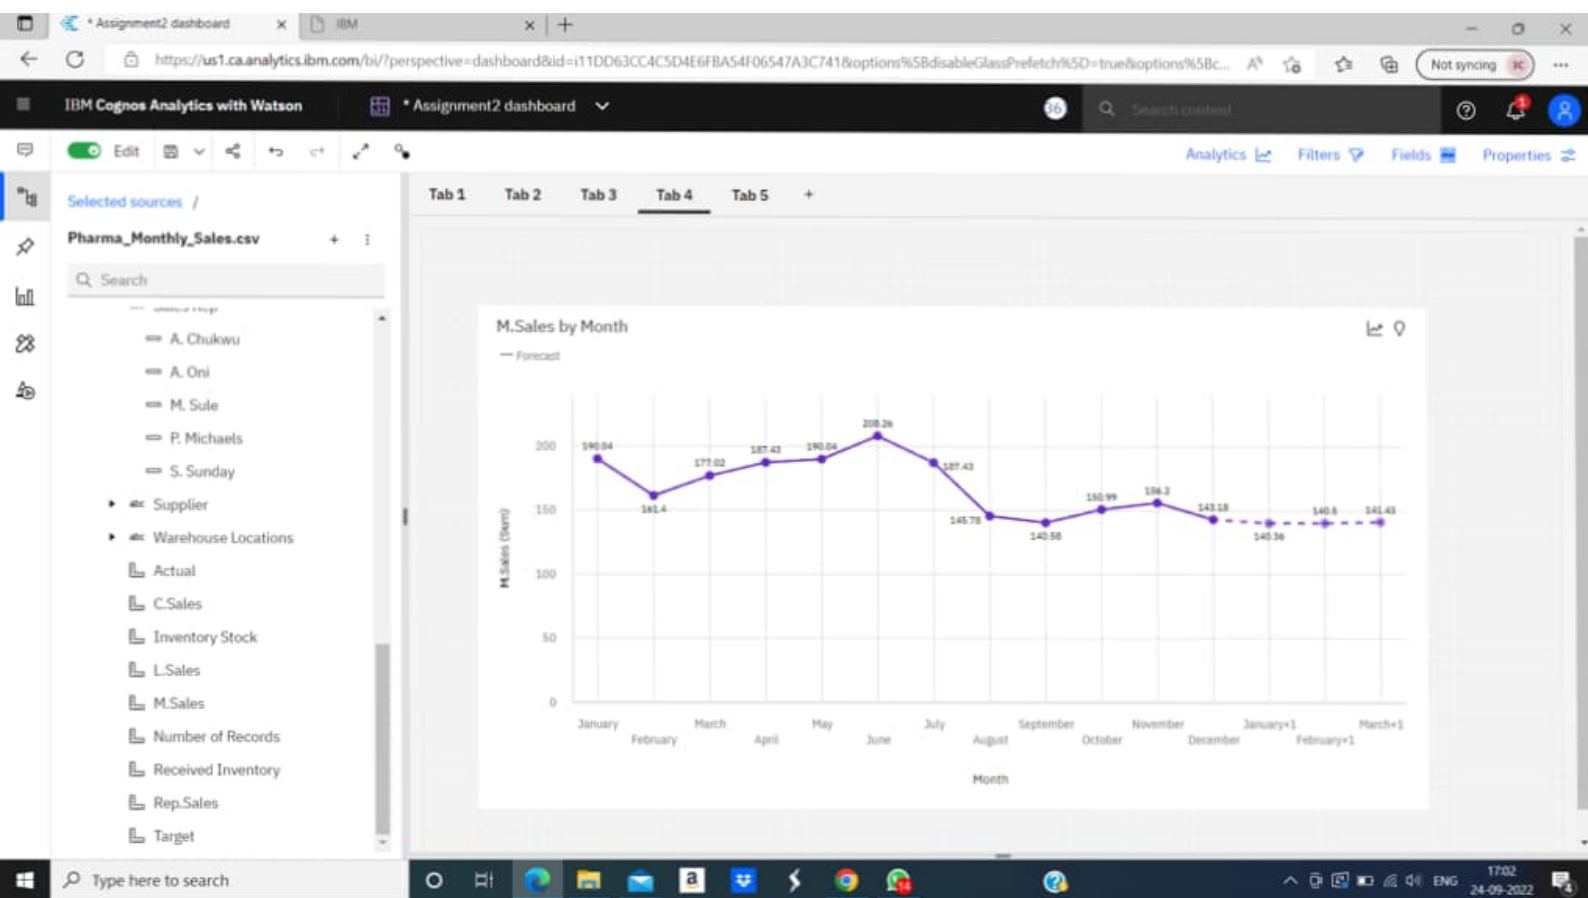 * Assignment2 dashboard
IBM
https://us1.ca.analytics.ibm.com/bi/?perspective=dashboard&id=i11DD63CC4C5D4E6FBA54F06547A3C741&options%5BdisableGlassPrefetch%5D=true&options%5Bc...
Not syncing
IBM Cognos Analytics with Watson
* Assignment2 dashboard
36
Search content
1
Edit
Analytics
Filters
Fields
Properties
Selected sources /
Tab 1
Tab 2
Tab 3
Tab 4
Tab 5
+
Pharma_Monthly_Sales.csv
Search
A. Chukwu
A. Oni
M. Sule
P. Michaels
S. Sunday
abc Supplier
abc Warehouse Locations
Actual
C.Sales
Inventory Stock
L.Sales
M.Sales
Number of Records
Received Inventory
Rep.Sales
Target
M.Sales by Month
Forecast
M.Sales (Sum)
200
150
100
50
0
190.04
161.4
177.02
187.43
190.04
208.26
187.43
145.78
140.58
150.99
156.2
143.18
140.36
140.5
141.43
January
February
March
April
May
June
July
August
September
October
November
December
January+1
February+1
March+1
Month
Type here to search
ENG
17:02
24-09-2022